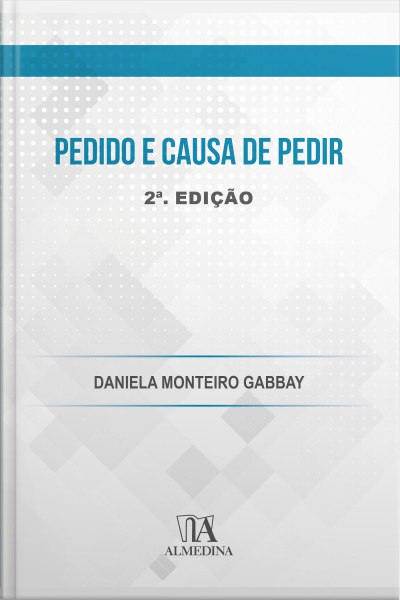 PEDIDO E CAUSA DE PEDIR
2ª. EDIÇÃO
DANIELA MONTEIRO GABBAY
ALMEDINA